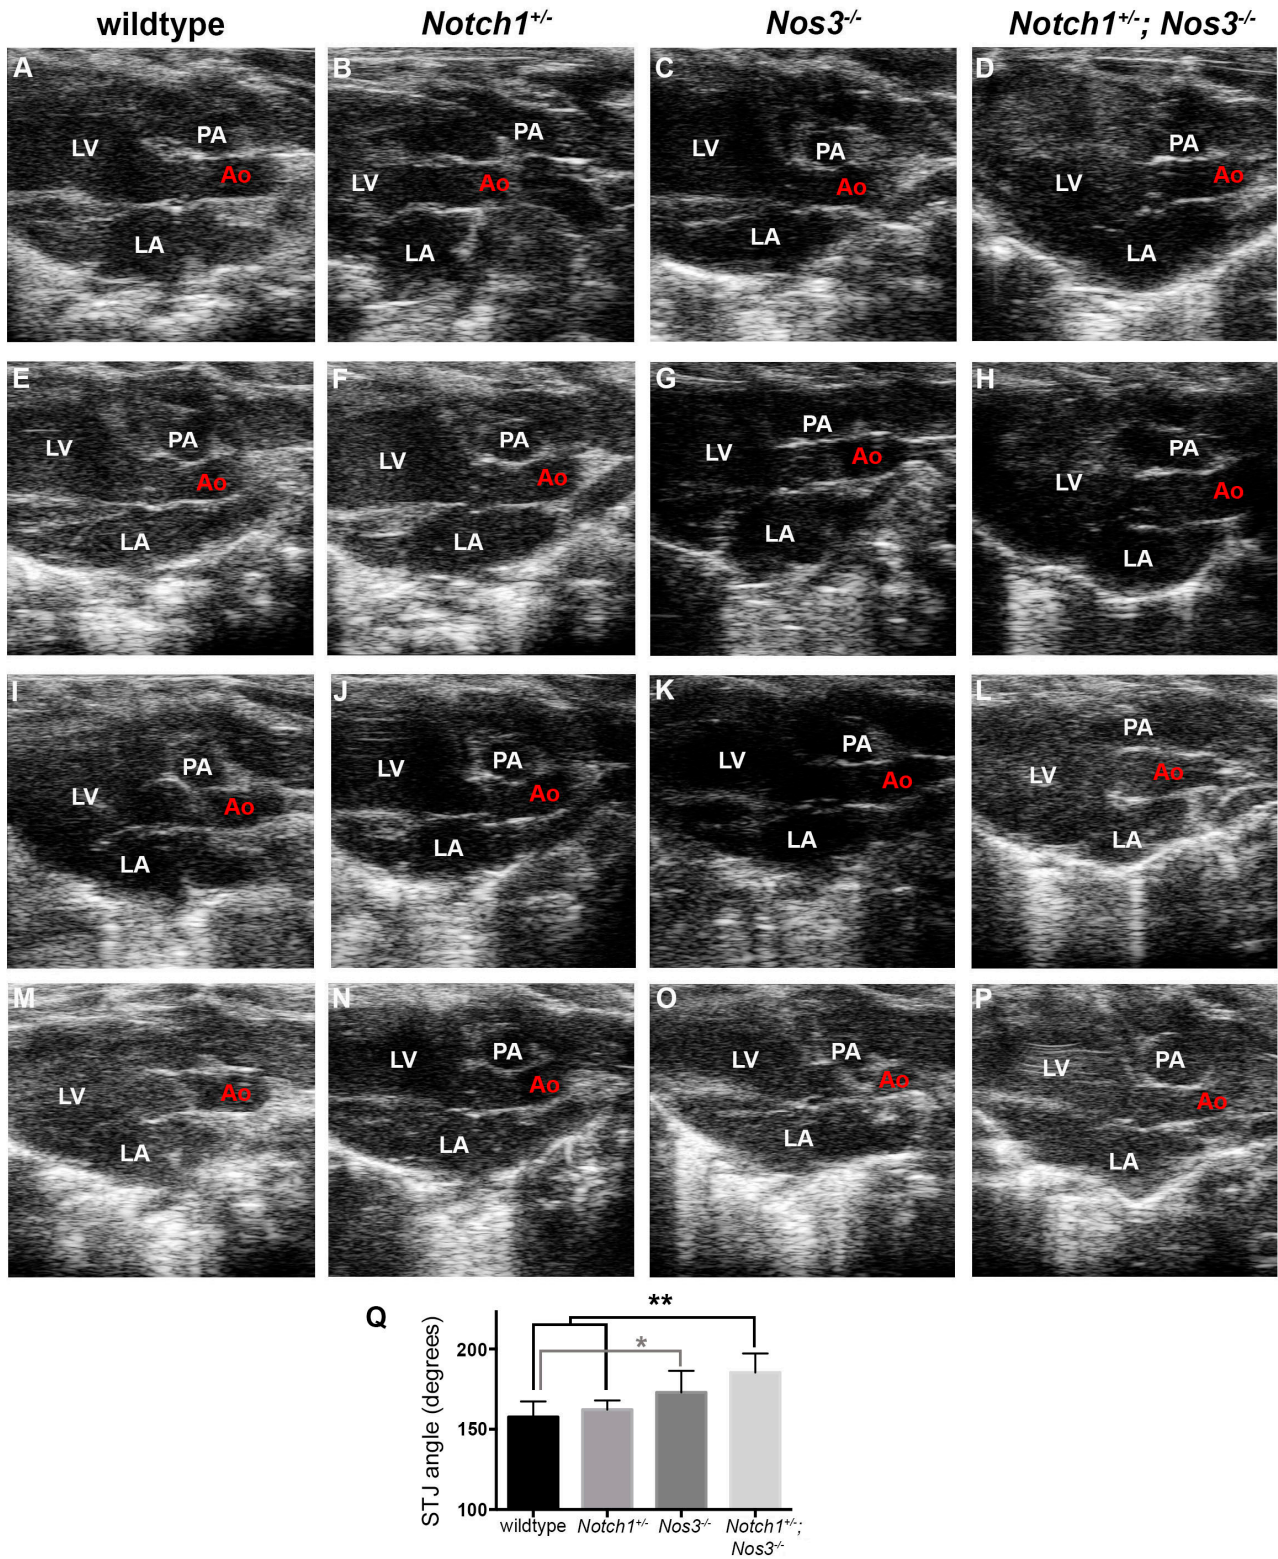 wildtype Notch1+/- Nos3-/- Notch1+/-; Nos3-/-
A B C D
PA PA PA PA
LV LV LV LV
Ao Ao Ao Ao
LA LA LA LA
E F G H
PA PA PA PA
LV LV LV LV
Ao Ao Ao Ao
LA LA LA LA
I J K L
PA PA PA PA
LV LV LV LV
Ao Ao Ao Ao
LA LA LA LA
M N O P
PA PA PA
LV LV LV LV
Ao Ao Ao Ao
LA LA LA LA
Q
**
*
STJ angle (degrees)
200
150
100
wildtype Notch1+/- Nos3-/- Notch1+/-;
Nos3-/-